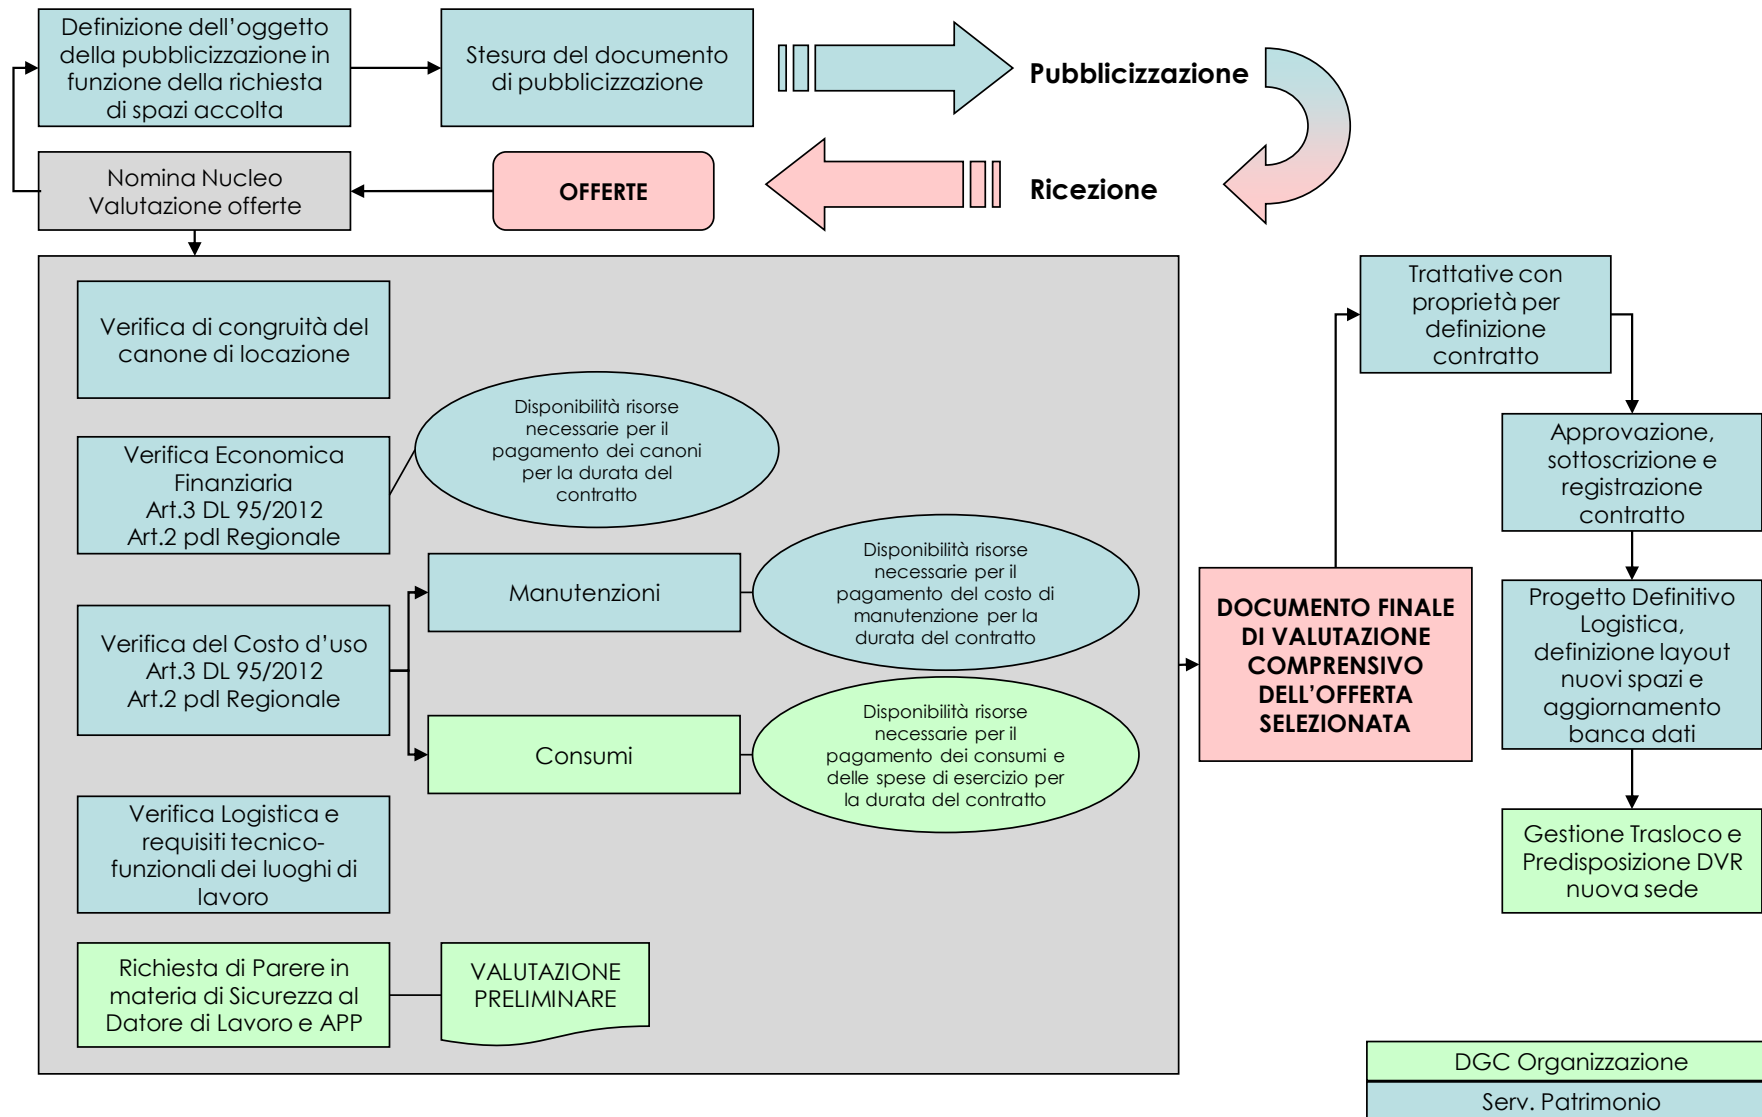 Definizione dell'oggetto
della pubblicizzazione in
funzione della richiesta
di spazi accolta
Stesura del documento
di pubblicizzazione
Pubblicizzazione
Nomina Nucleo
Valutazione offerte
OFFERTE
Ricezione
Verifica di congruità del
canone di locazione
Verifica Economica
Finanziaria
Art.3 DL 95/2012
Art.2 pdl Regionale
Disponibilità risorse
necessarie per il
pagamento dei canoni
per la durata del
contratto
Verifica del Costo d'uso
Art.3 DL 95/2012
Art.2 pdl Regionale
Manutenzioni
Disponibilità risorse
necessarie per il
pagamento del costo di
manutenzione per la
durata del contratto
Consumi
Disponibilità risorse
necessarie per il
pagamento dei consumi e
delle spese di esercizio per
la durata del contratto
Verifica Logistica e
requisiti tecnico-
funzionali dei luoghi di
lavoro
Richiesta di Parere in
materia di Sicurezza al
Datore di Lavoro e APP
VALUTAZIONE
PRELIMINARE
DOCUMENTO FINALE
DI VALUTAZIONE
COMPRENSIVO
DELL'OFFERTA
SELEZIONATA
Trattative con
proprietà per
definizione
contratto
Approvazione,
sottoscrizione e
registrazione
contratto
Progetto Definitivo
Logistica,
definizione layout
nuovi spazi e
aggiornamento
banca dati
Gestione Trasloco e
Predisposizione DVR
nuova sede
DGC Organizzazione
Serv. Patrimonio